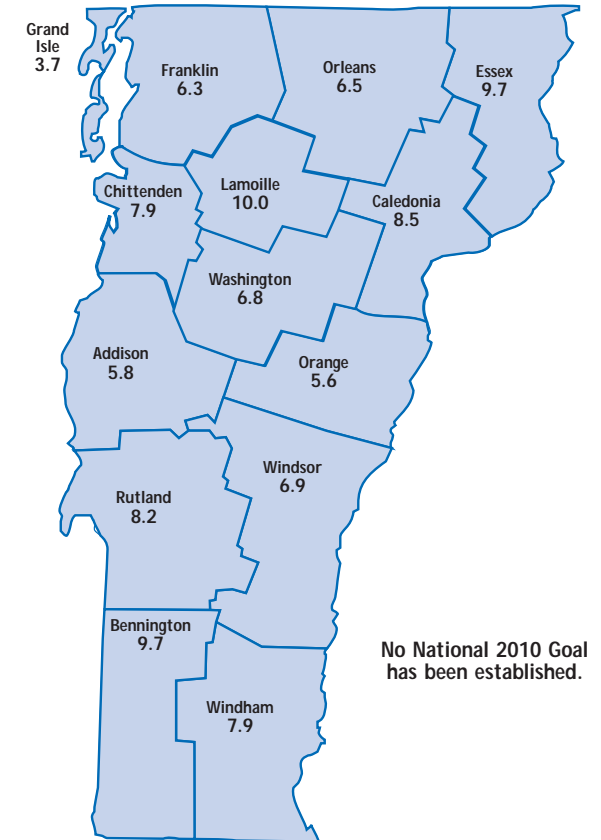 Grand
Isle
3.7
Franklin
6.3
Orleans
6.5
Essex
9.7
Chittenden
7.9
Lamoille
10.0
Caledonia
8.5
Washington
6.8
Addison
5.8
Orange
5.6
Windsor
6.9
Rutland
8.2
Bennington
9.7
No National 2010 Goal
has been established.
Windham
7.9